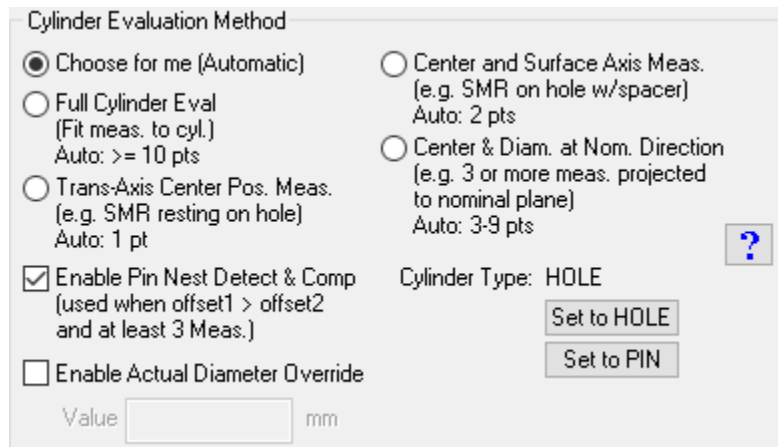 Cylinder Evaluation Method
Choose for me (Automatic)
Full Cylinder Eval
(Fit meas. to cyl.)
Auto: >= 10 pts
Trans-Axis Center Pos. Meas.
(e.g. SMR resting on hole)
Auto: 1 pt
Center and Surface Axis Meas.
(e.g. SMR on hole w/spacer)
Auto: 2 pts
Center & Diam. at Nom. Direction
(e.g. 3 or more meas. projected
to nominal plane)
Auto: 3-9 pts
?
Enable Pin Nest Detect & Comp
(used when offset1 > offset2
and at least 3 Meas.)
Cylinder Type: HOLE
Set to HOLE
Set to PIN
Enable Actual Diameter Override
Value mm